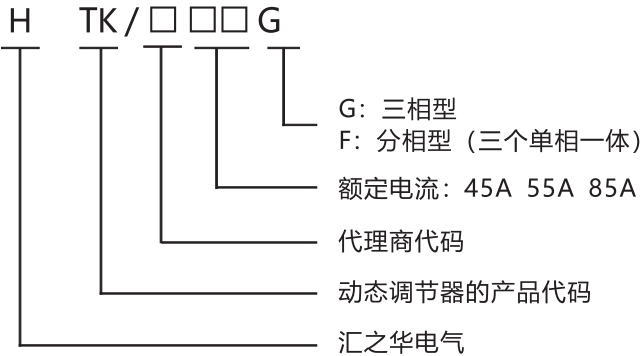 H TK/□ □□G
G：三相型
F：分相型（三个单相一体）
额定电流：45A 55A 85A
代理商代码
动态调节器的产品代码
汇之华电气